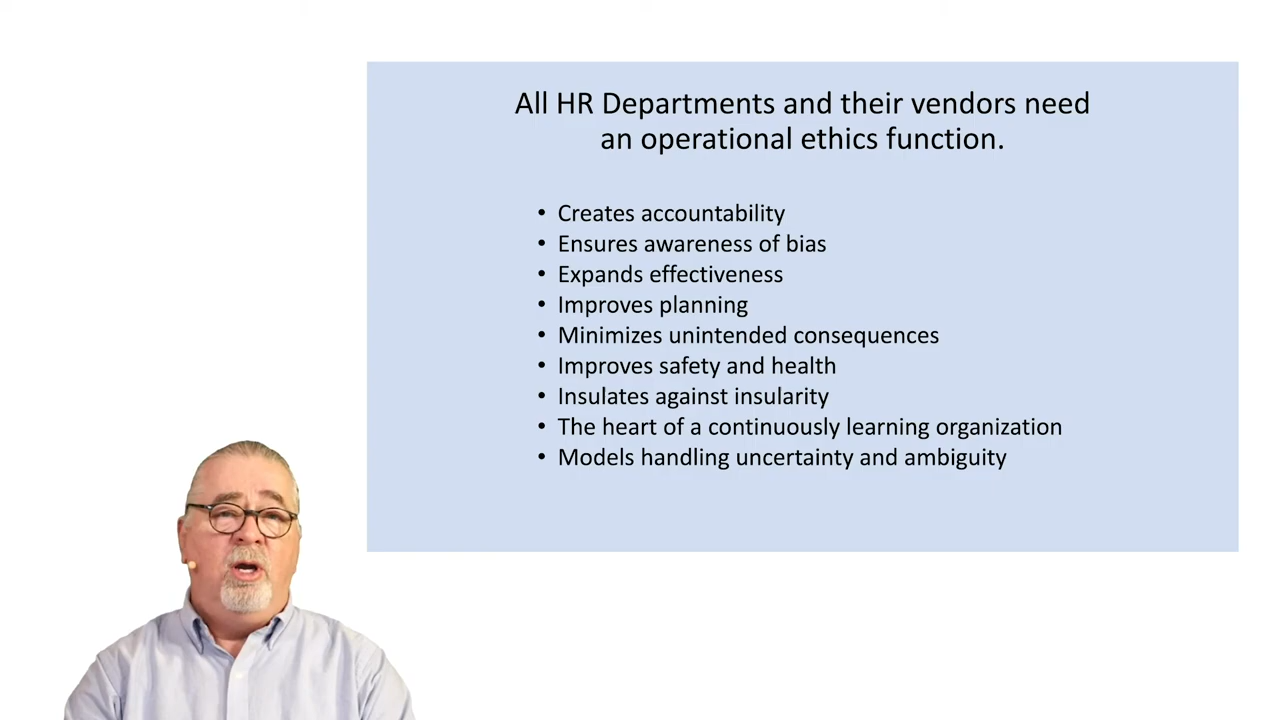 All HR Departments and their vendors need
an operational ethics function.
• Creates accountability
• Ensures awareness of bias
• Expands effectiveness
• Improves planning
• Minimizes unintended consequences
• Improves safety and health
• Insulates against insularity
• The heart of a continuously learning organization
• Models handling uncertainty and ambiguity